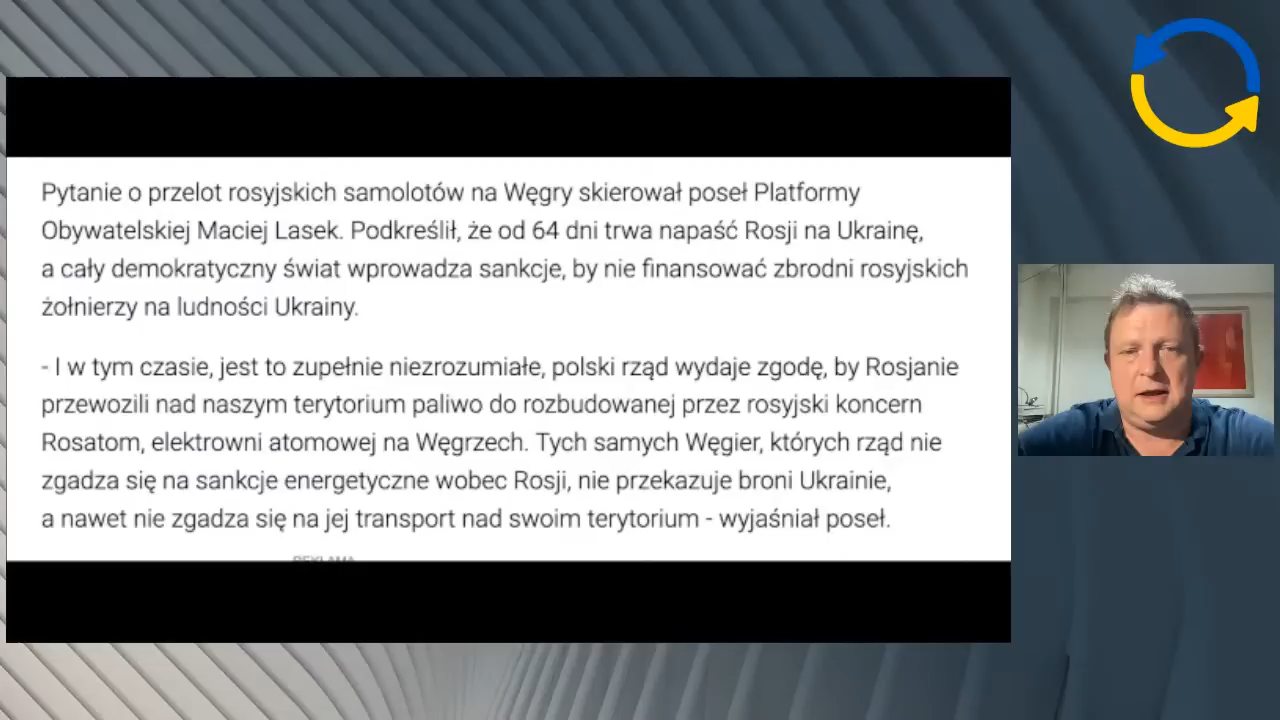 Pytanie o przelot rosyjskich samolotów na Węgry skierował poseł Platformy
Obywatelskiej Maciej Lasek. Podkreślił, że od 64 dni trwa napaść Rosji na Ukrainę,
a cały demokratyczny świat wprowadza sankcje, by nie finansować zbrodni rosyjskich
żołnierzy na ludności Ukrainy.
- I w tym czasie, jest to zupełnie niezrozumiałe, polski rząd wydaje zgodę, by Rosjanie
przewozili nad naszym terytorium paliwo do rozbudowanej przez rosyjski koncern
Rosatom, elektrowni atomowej na Węgrzech. Tych samych Węgier, których rząd nie
zgadza się na sankcje energetyczne wobec Rosji, nie przekazuje broni Ukrainie,
a nawet nie zgadza się na jej transport nad swoim terytorium - wyjaśniał poseł.
REKLAMA